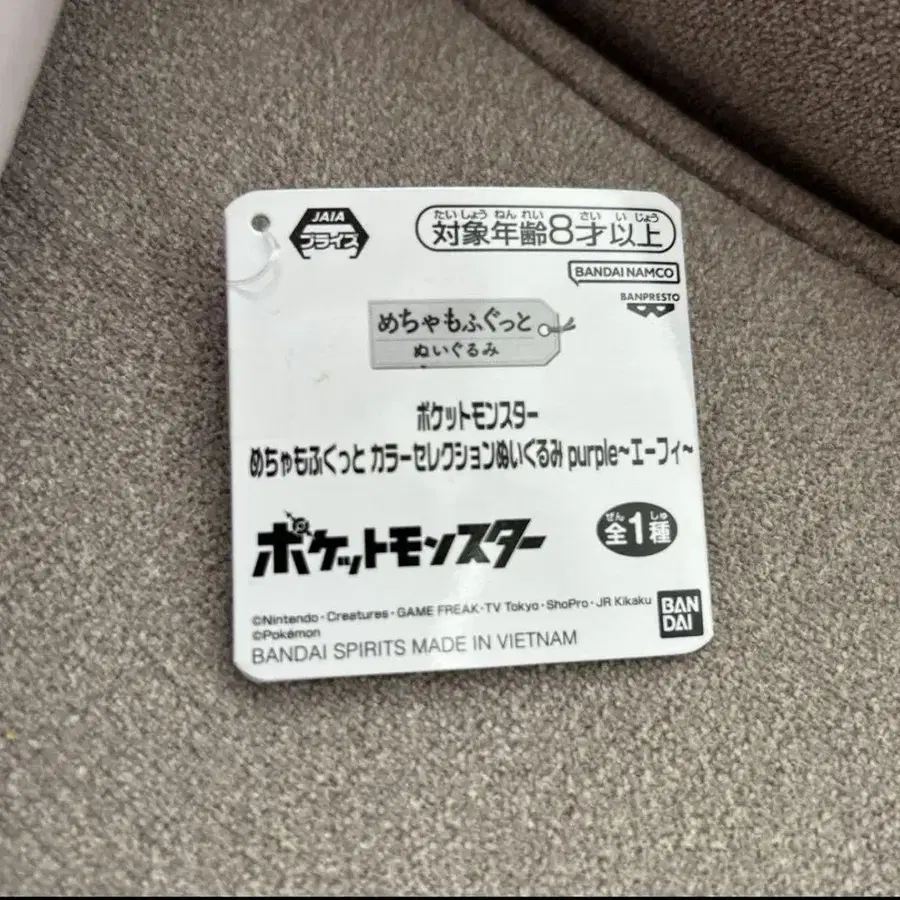 JAIA
プライズ
たいしょうねんれい さい いじょう
対象年齢8才以上
BANDAI NAMCO
BANPRESTO
めちゃもふぐっと
ぬいぐるみ
ポケットモンスター
めちゃもふぐっと カラーセレクションぬいぐるみ purple~エーフィ~
ポケットモンスター
ぜん しゅ
全1種
©Nintendo・Creatures・GAME FREAK・TV Tokyo・ShoPro・JR Kikaku
©Pokémon
BANDAI SPIRITS MADE IN VIETNAM
BAN
DAI